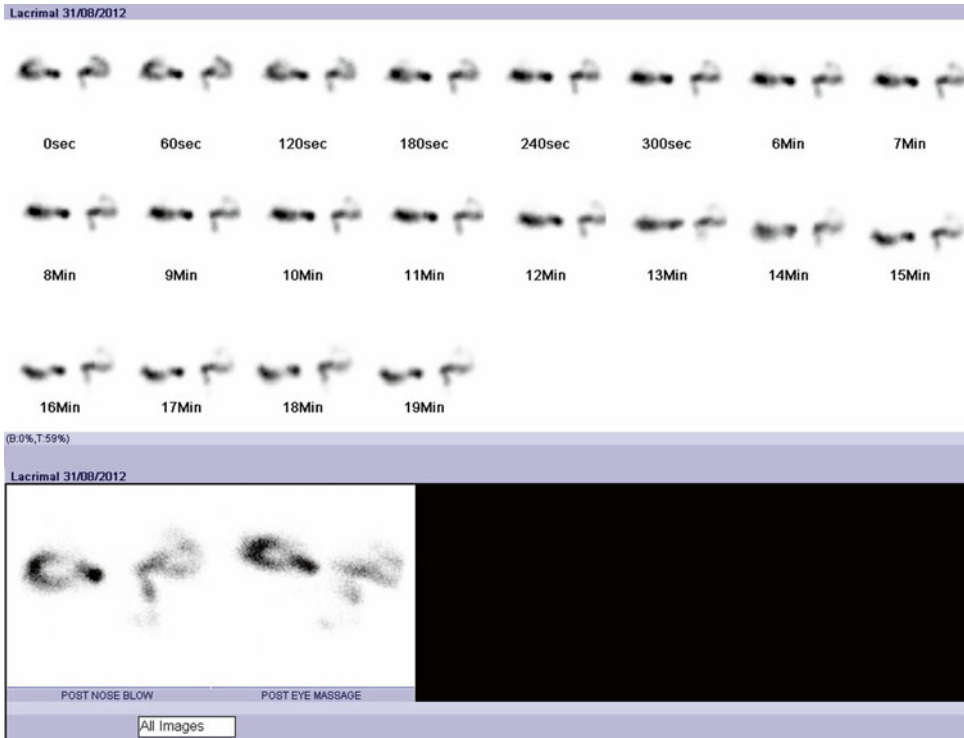 Lacrimal 31/08/2012
0sec 60sec 120sec 180sec 240sec 300sec 6Min 7Min
8Min 9Min 10Min 11Min 12Min 13Min 14Min 15Min
16Min 17Min 18Min 19Min
(B:0%,T:59%)
Lacrimal 31/08/2012
POST NOSE BLOW POST EYE MASSAGE
All Images